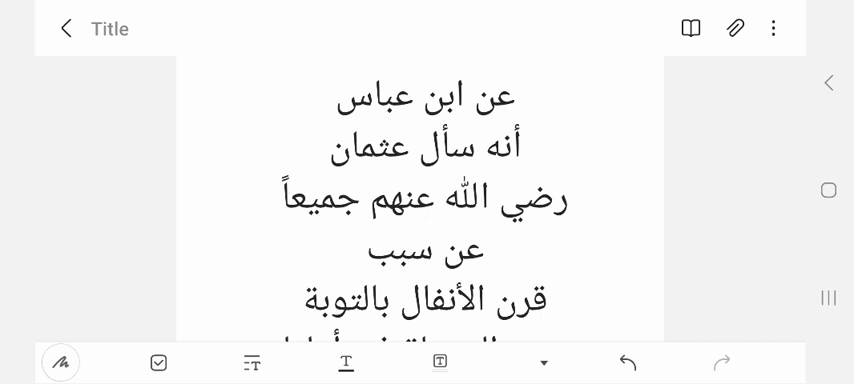 Title
عن ابن عباس
أنه سأل عثمان
رضي الله عنهم جميعاً
عن سبب
قرن الأنفال بالتوبة